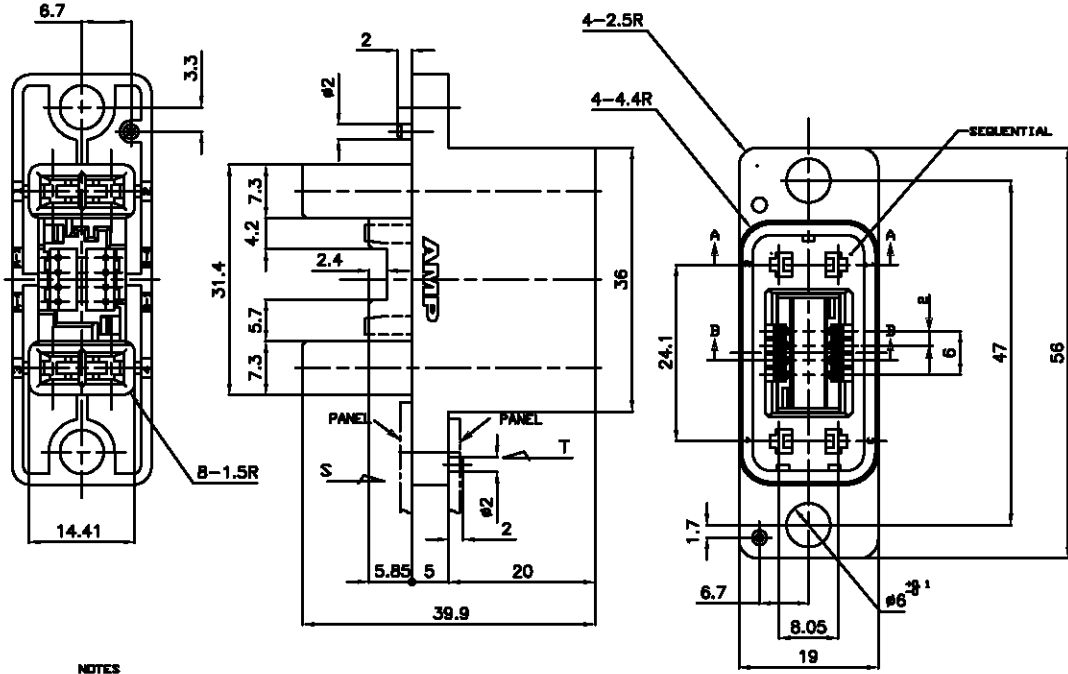 6.7
3.3
8-1.5R
14.41
NOTES
2
ø2
7.3
4.2
31.4
2.4
5.7
7.3
AMP
36
PANEL
PANEL
S
T
ø2
2
5.85
5
20
39.9
4-2.5R
4-4.4R
SEQUENTIAL
A
A
B
B
24.1
2
6
47
56
1.7
6.7
ø6
8.05
19